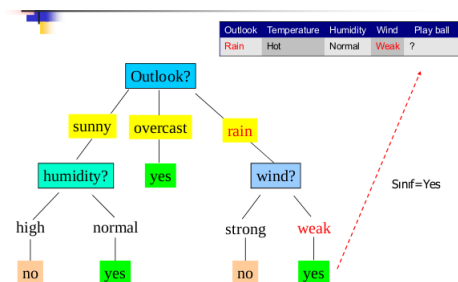 Outlook Temperature Humidity Wind Play ball
Rain Hot Normal Weak ?
Outlook?
sunny overcast rain
humidity? yes wind?
Sınıf=Yes
high normal strong weak
no yes no yes